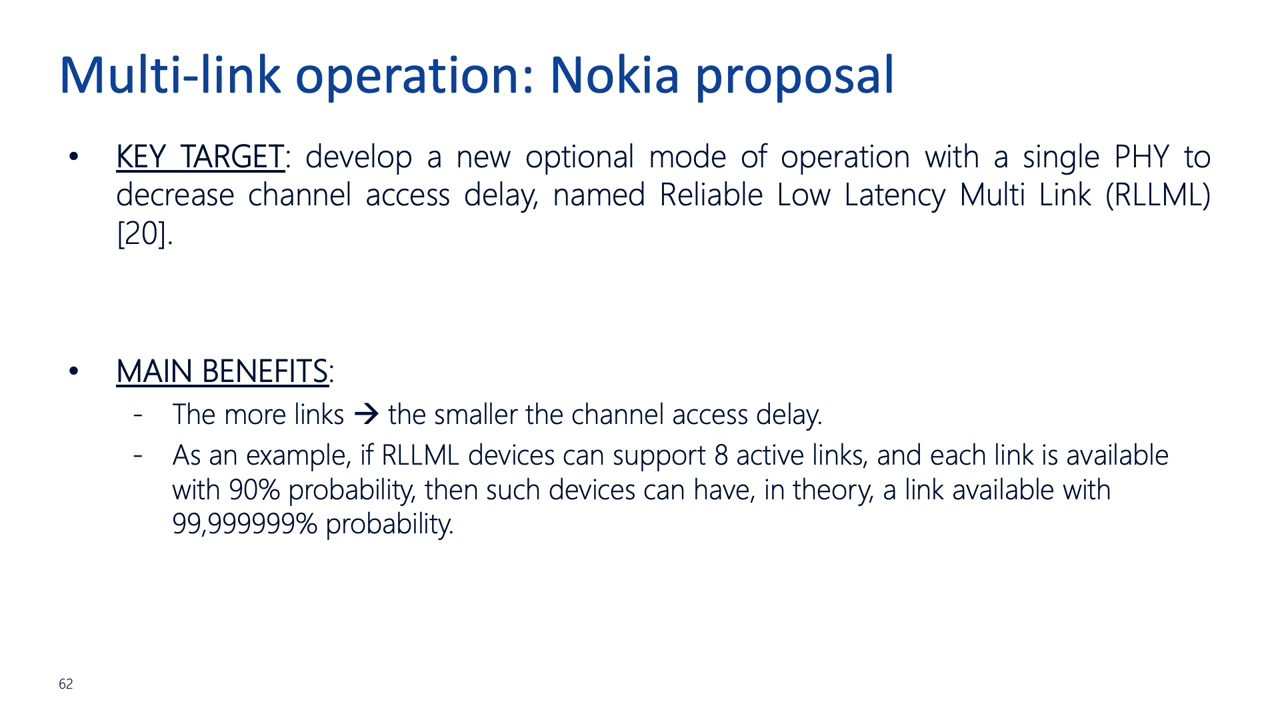 Multi-link operation: Nokia proposal
• KEY TARGET: develop a new optional mode of operation with a single PHY to
decrease channel access delay, named Reliable Low Latency Multi Link (RLLML)
[20].
• MAIN BENEFITS:
- The more links → the smaller the channel access delay.
- As an example, if RLLML devices can support 8 active links, and each link is available
with 90% probability, then such devices can have, in theory, a link available with
99,999999% probability.
62